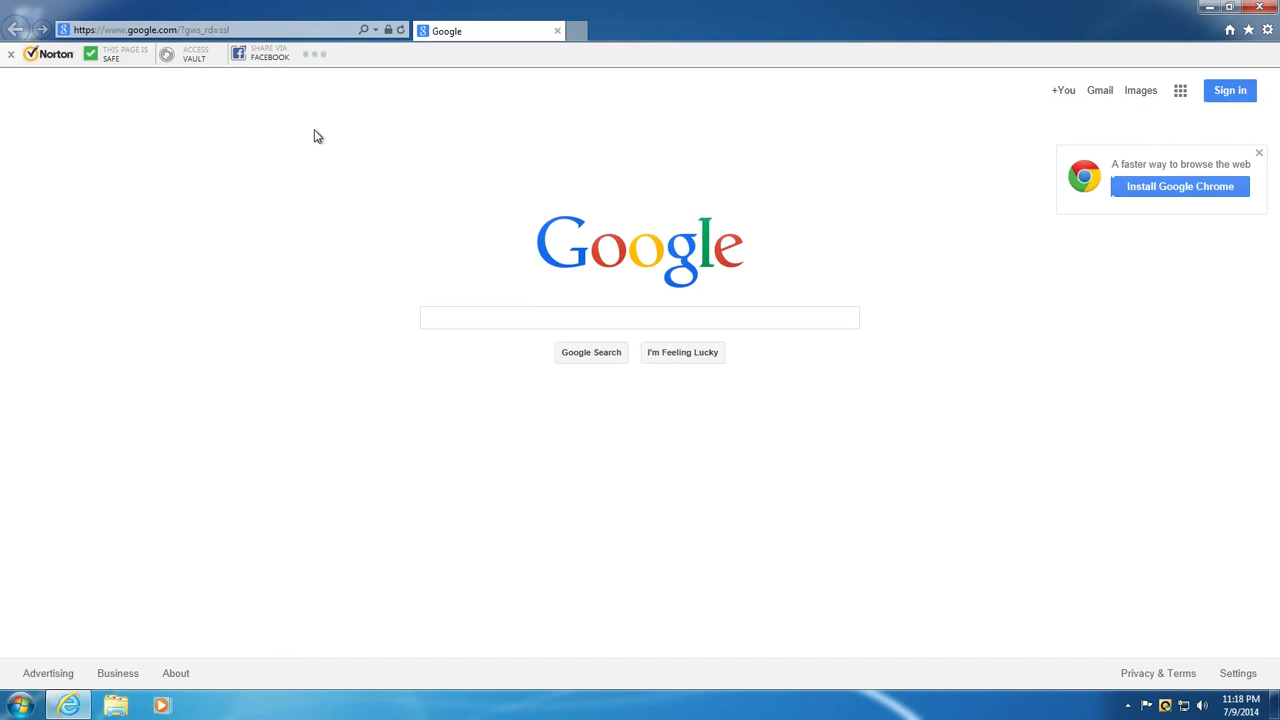 https://www.google.com/?gws_rd=ssl
Google
Norton
THIS PAGE IS
SAFE
ACCESS
VAULT
SHARE VIA
FACEBOOK
+You
Gmail
Images
Sign in
A faster way to browse the web
Install Google Chrome
Google
Google Search
I'm Feeling Lucky
Advertising
Business
About
Privacy & Terms
Settings
11:18 PM
7/9/2014